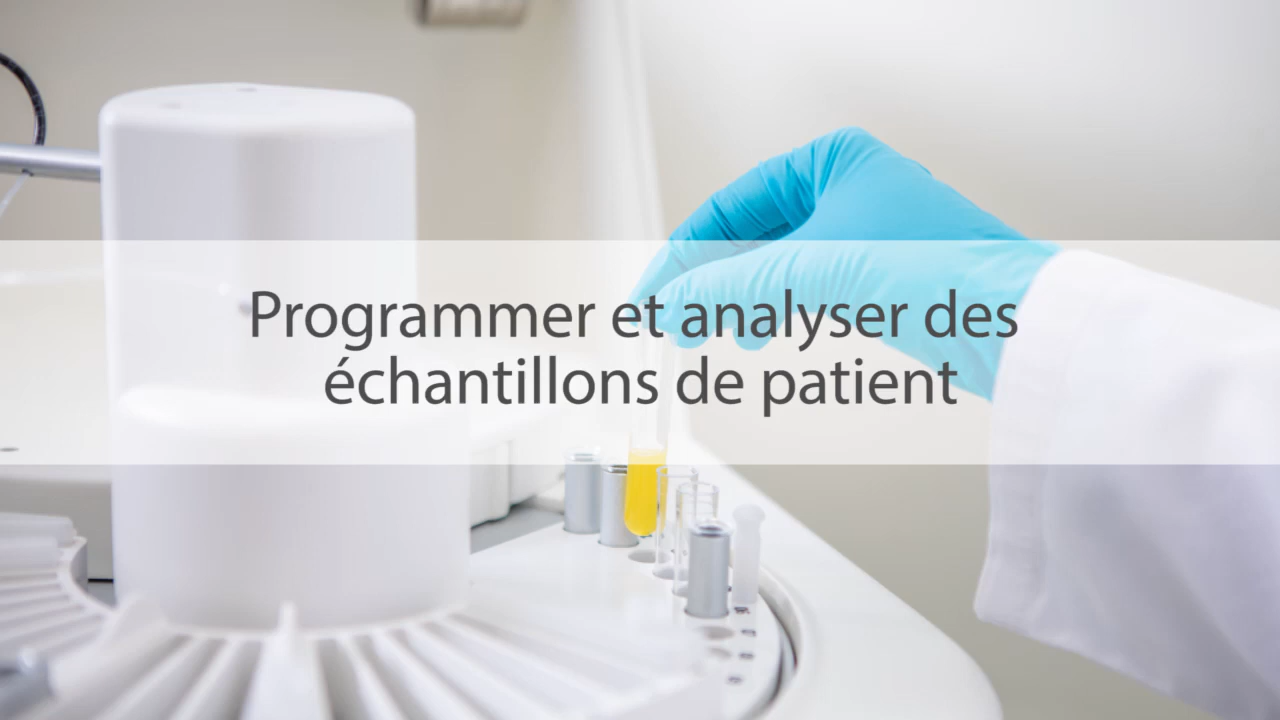 Programmer et analyser des
échantillons de patient